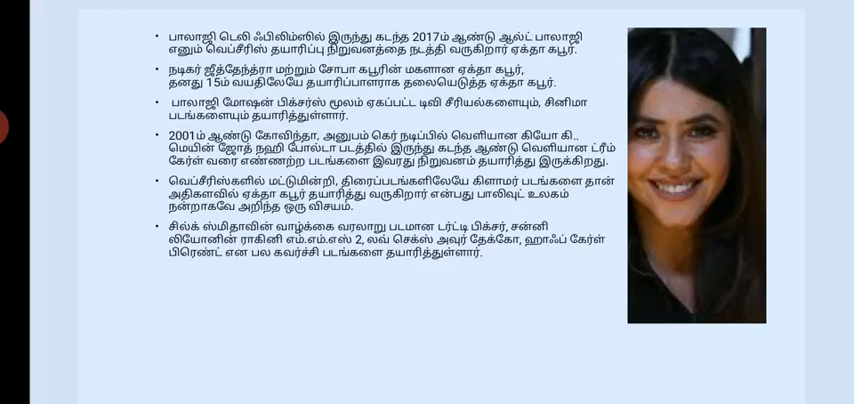 • பாலாஜி டெலி ஃபிலிம்ஸில் இருந்து கடந்த 2017ம் ஆண்டு ஆல்ட் பாலாஜி
எனும் வெப்சீரிஸ் தயாரிப்பு நிறுவனத்தை நடத்தி வருகிறார் ஏக்தா கபூர்.
• நடிகர் ஜீத்தேந்த்ரா மற்றும் சோபா கபூரின் மகளான ஏக்தா கபூர்,
தனது 15ம் வயதிலேயே தயாரிப்பாளராக தலையெடுத்த ஏக்தா கபூர்.
• பாலாஜி மோஷன் பிக்சர்ஸ் மூலம் ஏகப்பட்ட டிவி சீரியல்களையும், சினிமா
படங்களையும் தயாரித்துள்ளார்.
• 2001ம் ஆண்டு கோவிந்தா, அனுபம் கெர் நடிப்பில் வெளியான கியோ கி..
மெயின் ஜோத் நஹி போல்டா படத்தில் இருந்து கடந்த ஆண்டு வெளியான ட்ரீம்
கேர்ள் வரை எண்ணற்ற படங்களை இவரது நிறுவனம் தயாரித்து இருக்கிறது.
• வெப்சீரிஸ்களில் மட்டுமின்றி, திரைப்படங்களிலேயே கிளாமர் படங்களை தான்
அதிகளவில் ஏக்தா கபூர் தயாரித்து வருகிறார் என்பது பாலிவுட் உலகம்
நன்றாகவே அறிந்த ஒரு விசயம்.
• சில்க் ஸ்மிதாவின் வாழ்க்கை வரலாறு படமான டர்ட்டி பிக்சர், சன்னி
லியோனின் ராகினி எம்.எம்.எஸ் 2, லவ் செக்ஸ் அவுர் தேக்கோ, ஹாஃப் கேர்ள்
பிரெண்ட் என பல கவர்ச்சி படங்களை தயாரித்துள்ளார்.